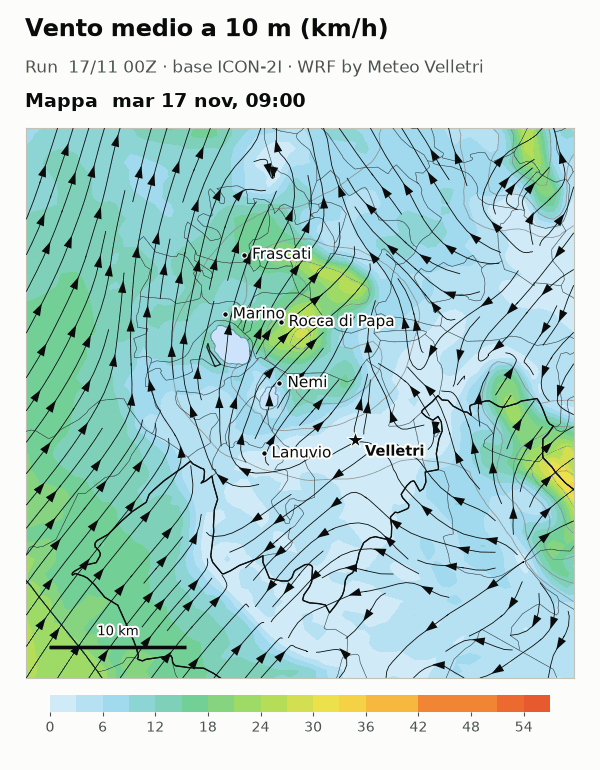 Vento medio a 10 m (km/h)
Run  17/11 00Z · base ICON-2I · WRF by Meteo Velletri
Mappa  mar 17 nov, 09:00
Frascati
Marino
Rocca di Papa
Nemi
Velletri
Lanuvio
10 km
0 6 12 18 24 30 36 42 48 54